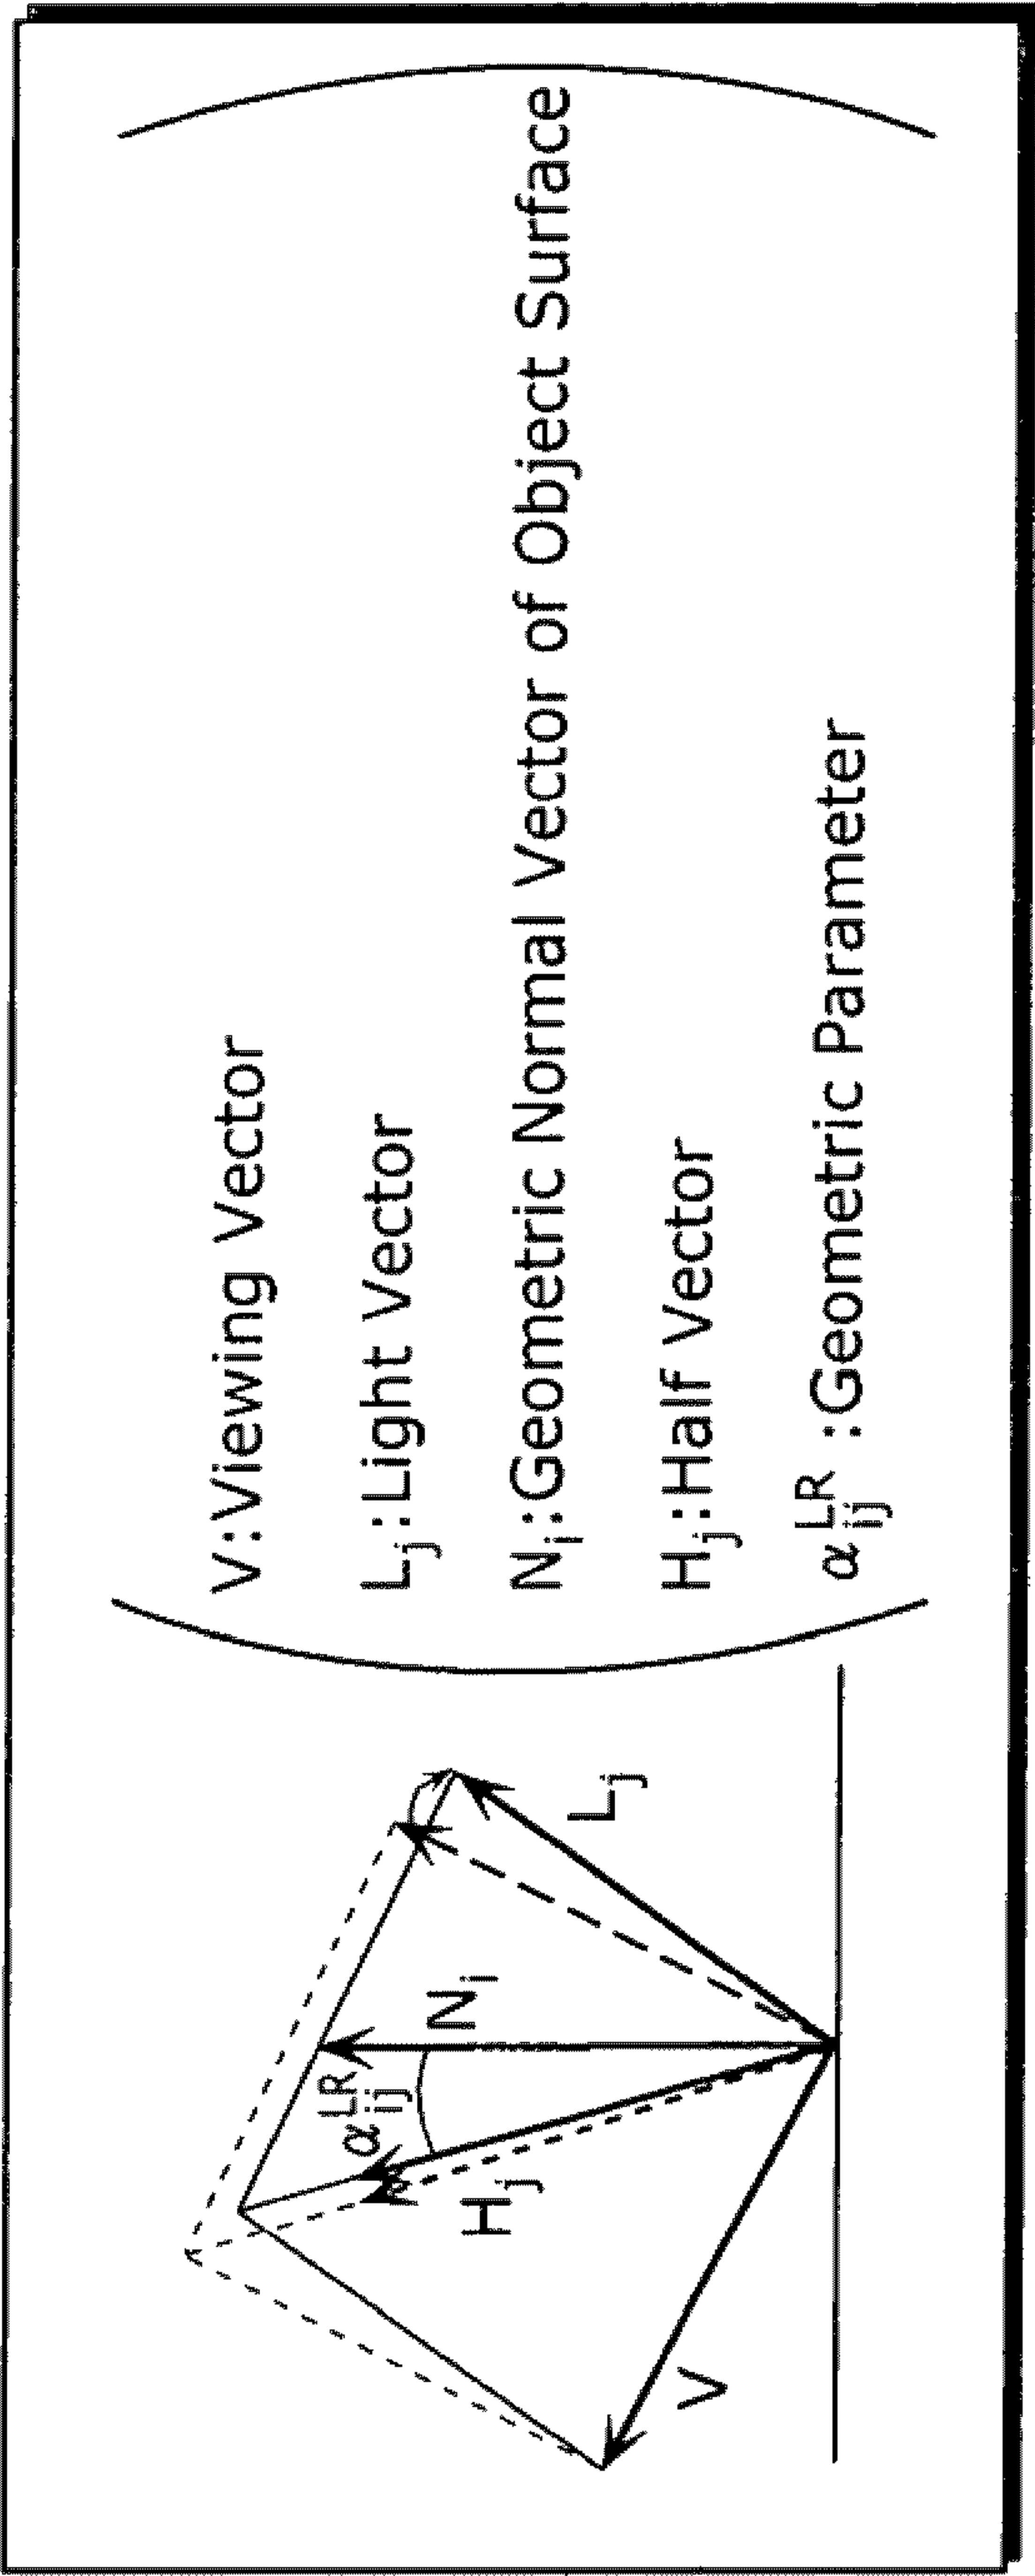 V:Viewing Vector
Lj:Light Vector
Ni:Geometric Normal Vector of Object Surface
Hj:Half Vector
αijLR:Geometric Parameter
αijLR
Ni
Hj
Lj
V